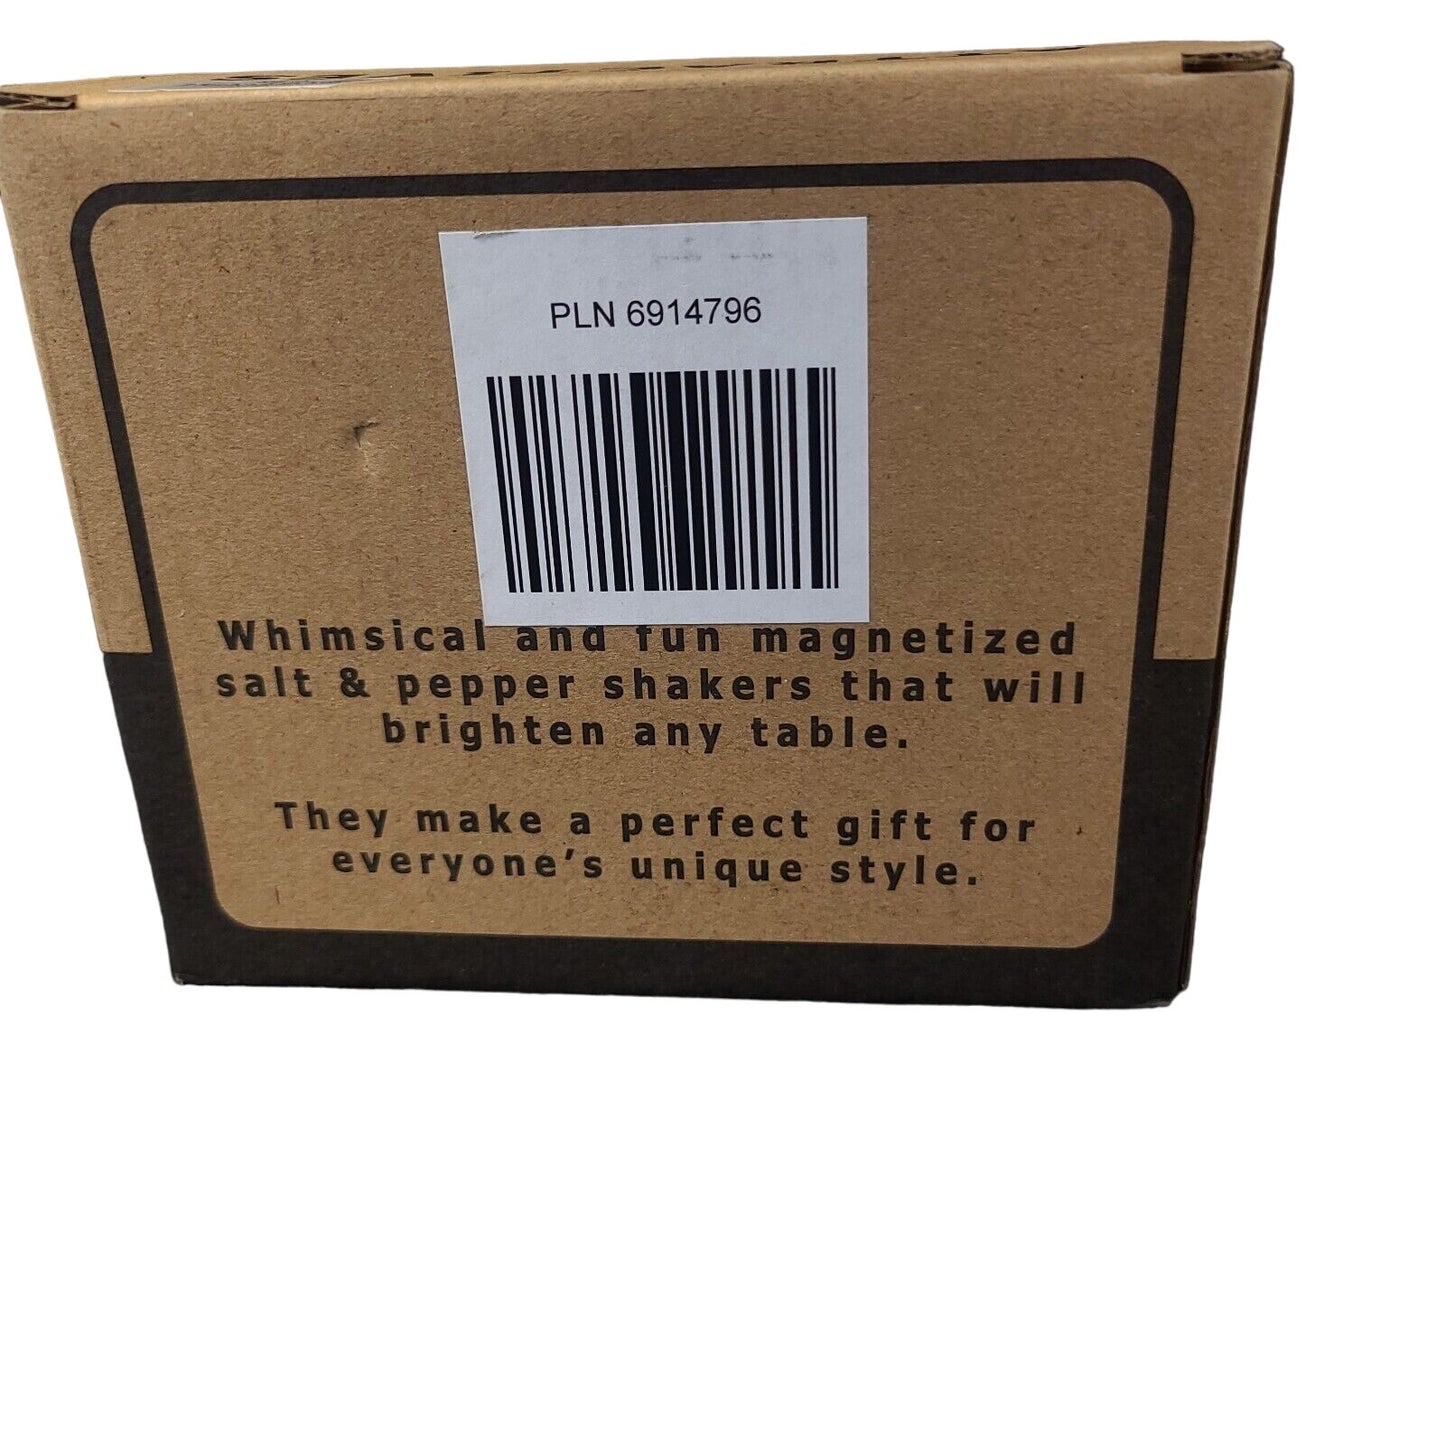 PLN 6914796
Whimsical and fun magnetized
salt & pepper shakers that will
brighten any table.
They make a perfect gift for
everyone's unique style.